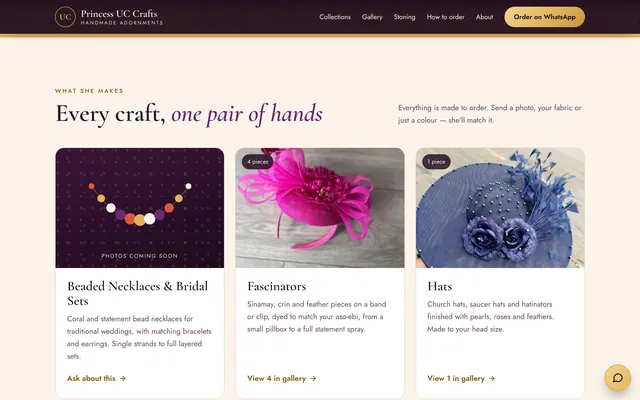 UC
Princess UC Crafts
HANDMADE ADORNMENTS
Collections
Gallery
Stoning
How to order
About
Order on WhatsApp
WHAT SHE MAKES
Every craft, one pair of hands
Everything is made to order. Send a photo, your fabric or
just a colour — she'll match it.
PHOTOS COMING SOON
Beaded Necklaces & Bridal
Sets
Coral and statement bead necklaces for
traditional weddings, with matching bracelets
and earrings. Single strands to full layered
sets.
Ask about this →
4 pieces
Fascinators
Sinamay, crin and feather pieces on a band
or clip, dyed to match your aso-ebi, from a
small pillbox to a full statement spray.
View 4 in gallery →
1 piece
Hats
Church hats, saucer hats and hatinators
finished with pearls, roses and feathers.
Made to your head size.
View 1 in gallery →